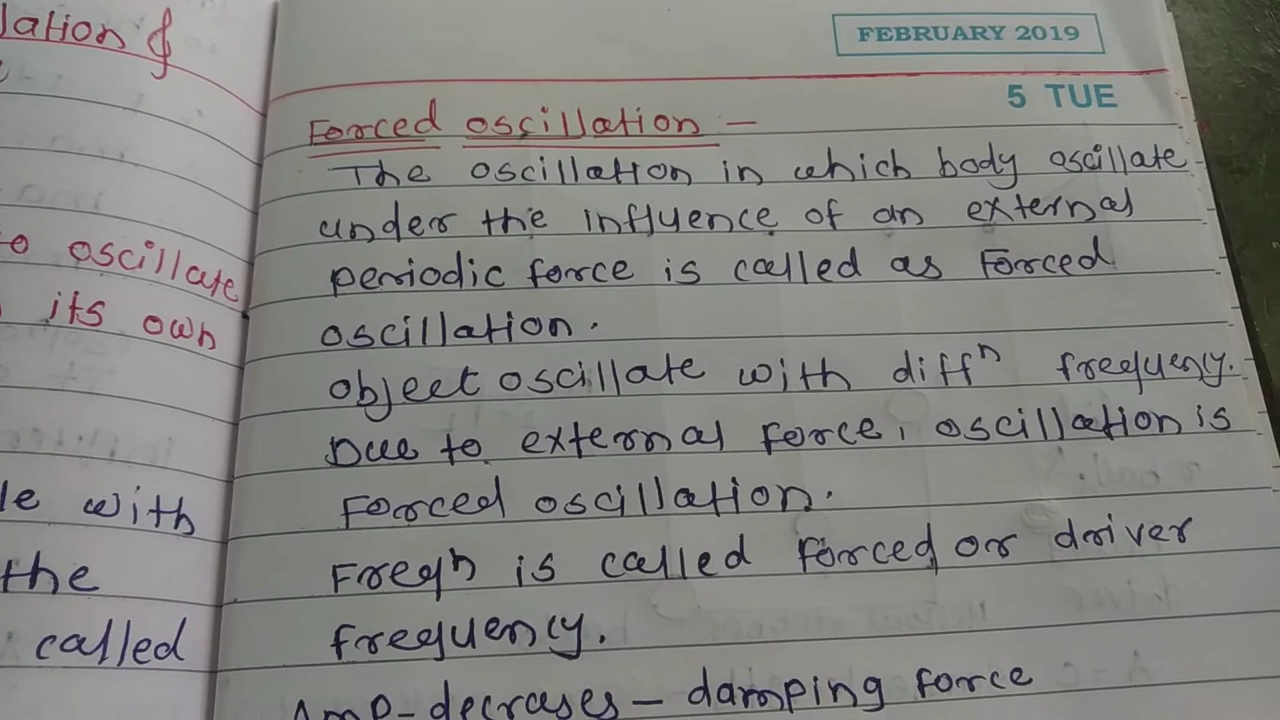 lation &
to oscillate
its own
le with
the
called
FEBRUARY 2019
5 TUE
Forced oscillation –
The oscillation in which body oscillate
under the influence of an external
periodic force is called as Forced
oscillation.
object oscillate with diffⁿ frequency.
Due to external force, oscillation is
Forced oscillation.
Freqⁿ is called forced or driver
frequency.
Amp-decrases – damping force